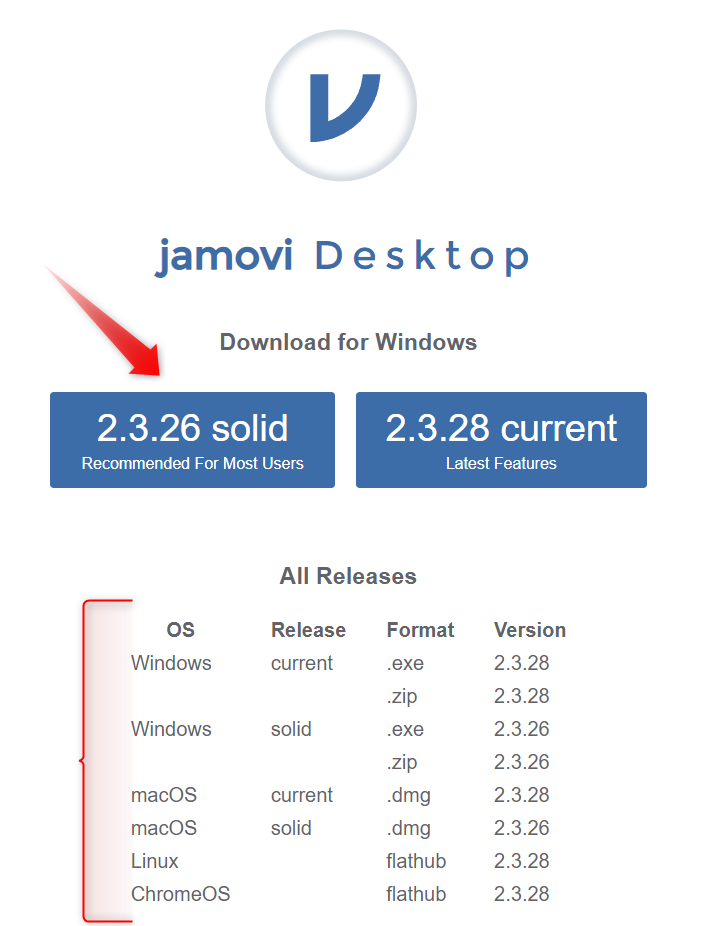 jamovi Desktop
Download for Windows
2.3.26 solid
Recommended For Most Users
2.3.28 current
Latest Features
All Releases
OS Release Format Version
Windows current .exe 2.3.28
.zip 2.3.28
Windows solid .exe 2.3.26
.zip 2.3.26
macOS current .dmg 2.3.28
macOS solid .dmg 2.3.26
Linux flathub 2.3.28
ChromeOS flathub 2.3.28